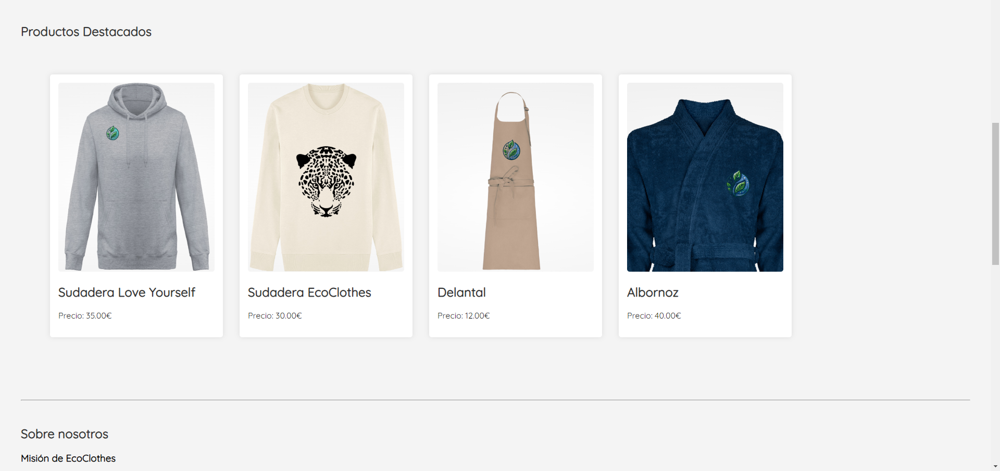 Productos Destacados
Sudadera Love Yourself
Precio: 35.00€
Sudadera EcoClothes
Precio: 30.00€
Delantal
Precio: 12.00€
Albornoz
Precio: 40.00€
Sobre nosotros
Misión de EcoClothes